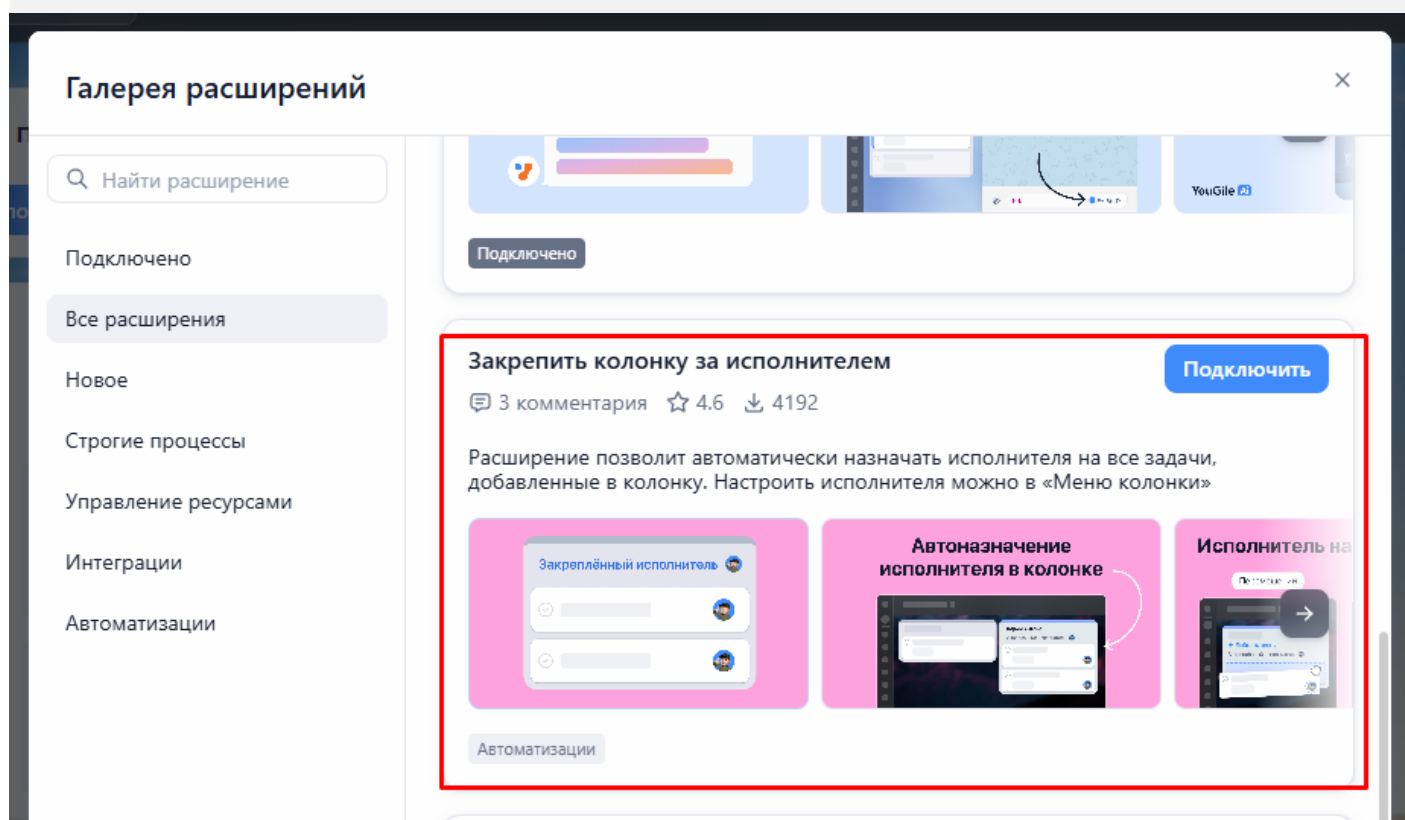 Галерея расширений
Найти расширение
Подключено
Все расширения
Новое
Строгие процессы
Управление ресурсами
Интеграции
Автоматизации
YouGile Ai
Подключено
Закрепить колонку за исполнителем
Подключить
3 комментария 4.6 4192
Расширение позволит автоматически назначать исполнителя на все задачи,
добавленные в колонку. Настроить исполнителя можно в «Меню колонки»
Закреплённый исполнитель
Автоназначение
исполнителя в колонке
Исполнитель на
Автоматизации